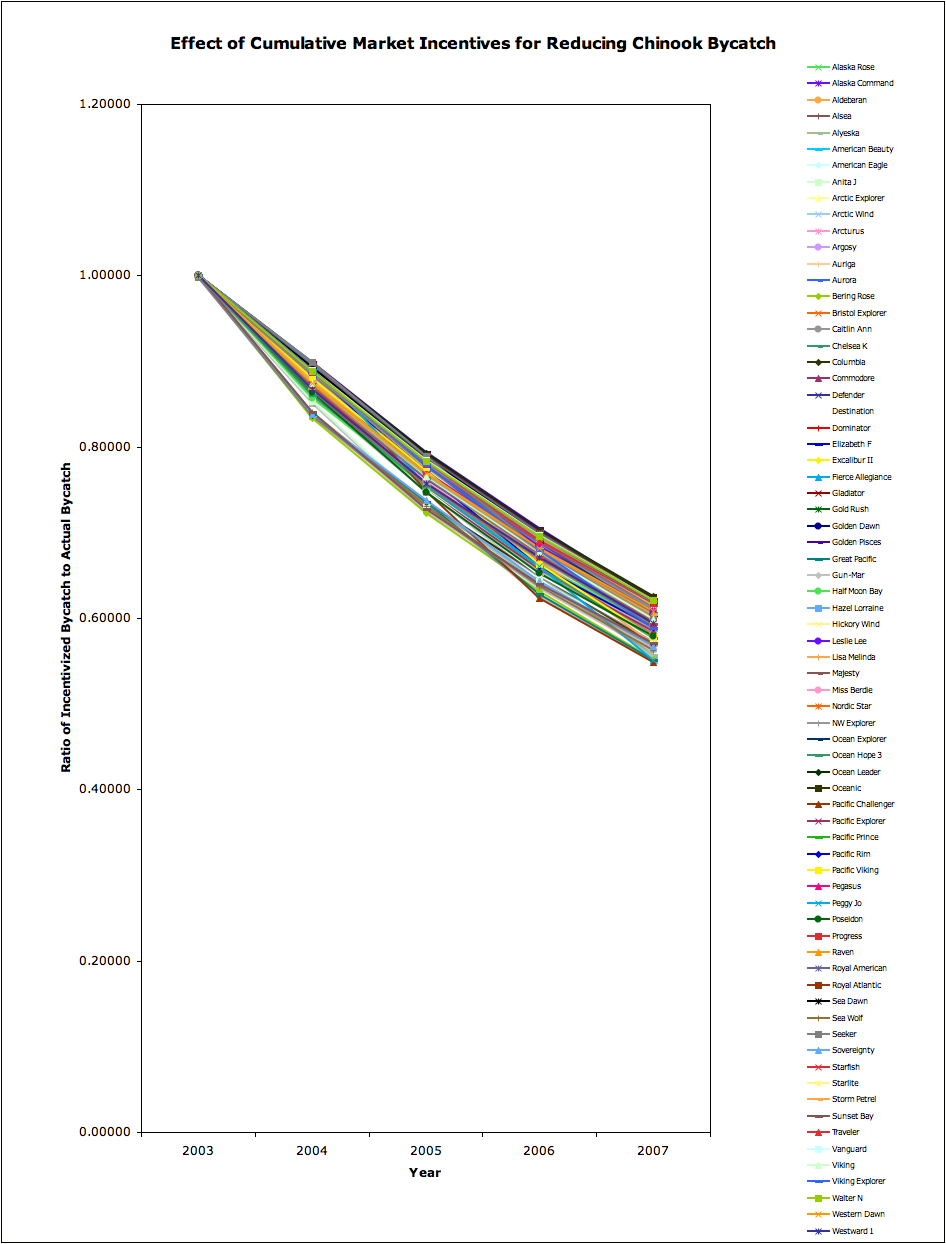 Effect of Cumulative Market Incentives for Reducing Chinook Bycatch
1.20000
1.00000
0.80000
0.60000
0.40000
0.20000
0.00000
Ratio of Incentivized Bycatch to Actual Bycatch
2003
2004
2005
2006
2007
Year
Alaska Rose
Alaska Command
Aldebaran
Alsea
Alyeska
American Beauty
American Eagle
Anita J
Arctic Explorer
Arctic Wind
Arcturus
Argosy
Auriga
Aurora
Bering Rose
Bristol Explorer
Caitlin Ann
Chelsea K
Columbia
Commodore
Defender
Destination
Dominator
Elizabeth F
Excalibur II
Fierce Allegiance
Gladiator
Gold Rush
Golden Dawn
Golden Pisces
Great Pacific
Gun-Mar
Half Moon Bay
Hazel Lorraine
Hickory Wind
Leslie Lee
Lisa Melinda
Majesty
Miss Berdie
Nordic Star
NW Explorer
Ocean Explorer
Ocean Hope 3
Ocean Leader
Oceanic
Pacific Challenger
Pacific Explorer
Pacific Prince
Pacific Rim
Pacific Viking
Pegasus
Peggy Jo
Poseidon
Progress
Raven
Royal American
Royal Atlantic
Sea Dawn
Sea Wolf
Seeker
Sovereignty
Starfish
Starlite
Storm Petrel
Sunset Bay
Traveler
Vanguard
Viking
Viking Explorer
Walter N
Western Dawn
Westward 1